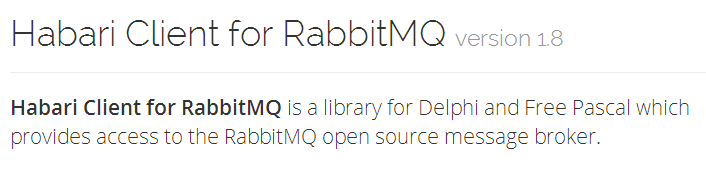 Habari Client for RabbitMQ version 1.8
Habari Client for RabbitMQ is a library for Delphi and Free Pascal which
provides access to the RabbitMQ open source message broker.